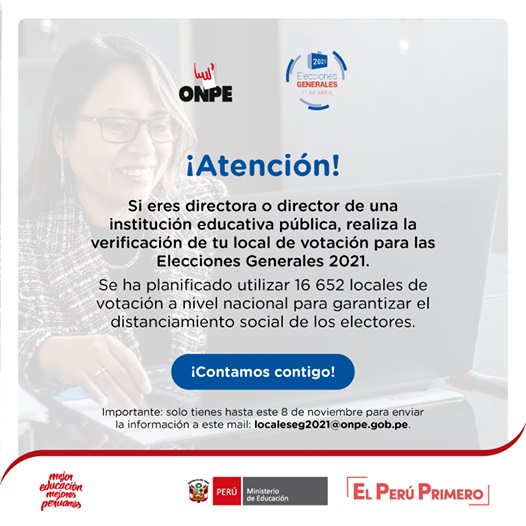 ONPE
2021
Elecciones
GENERALES
11 DE ABRIL
¡Atención!
Si eres directora o director de una
institución educativa pública, realiza la
verificación de tu local de votación para las
Elecciones Generales 2021.
Se ha planificado utilizar 16 652 locales de
votación a nivel nacional para garantizar el
distanciamiento social de los electores.
¡Contamos contigo!
Importante: solo tienes hasta este 8 de noviembre para enviar
la información a este mail: localeseg2021@onpe.gob.pe.
mejor
educación
mejores
peruanos
PERÚ
Ministerio
de Educación
EL PERÚ PRIMERO